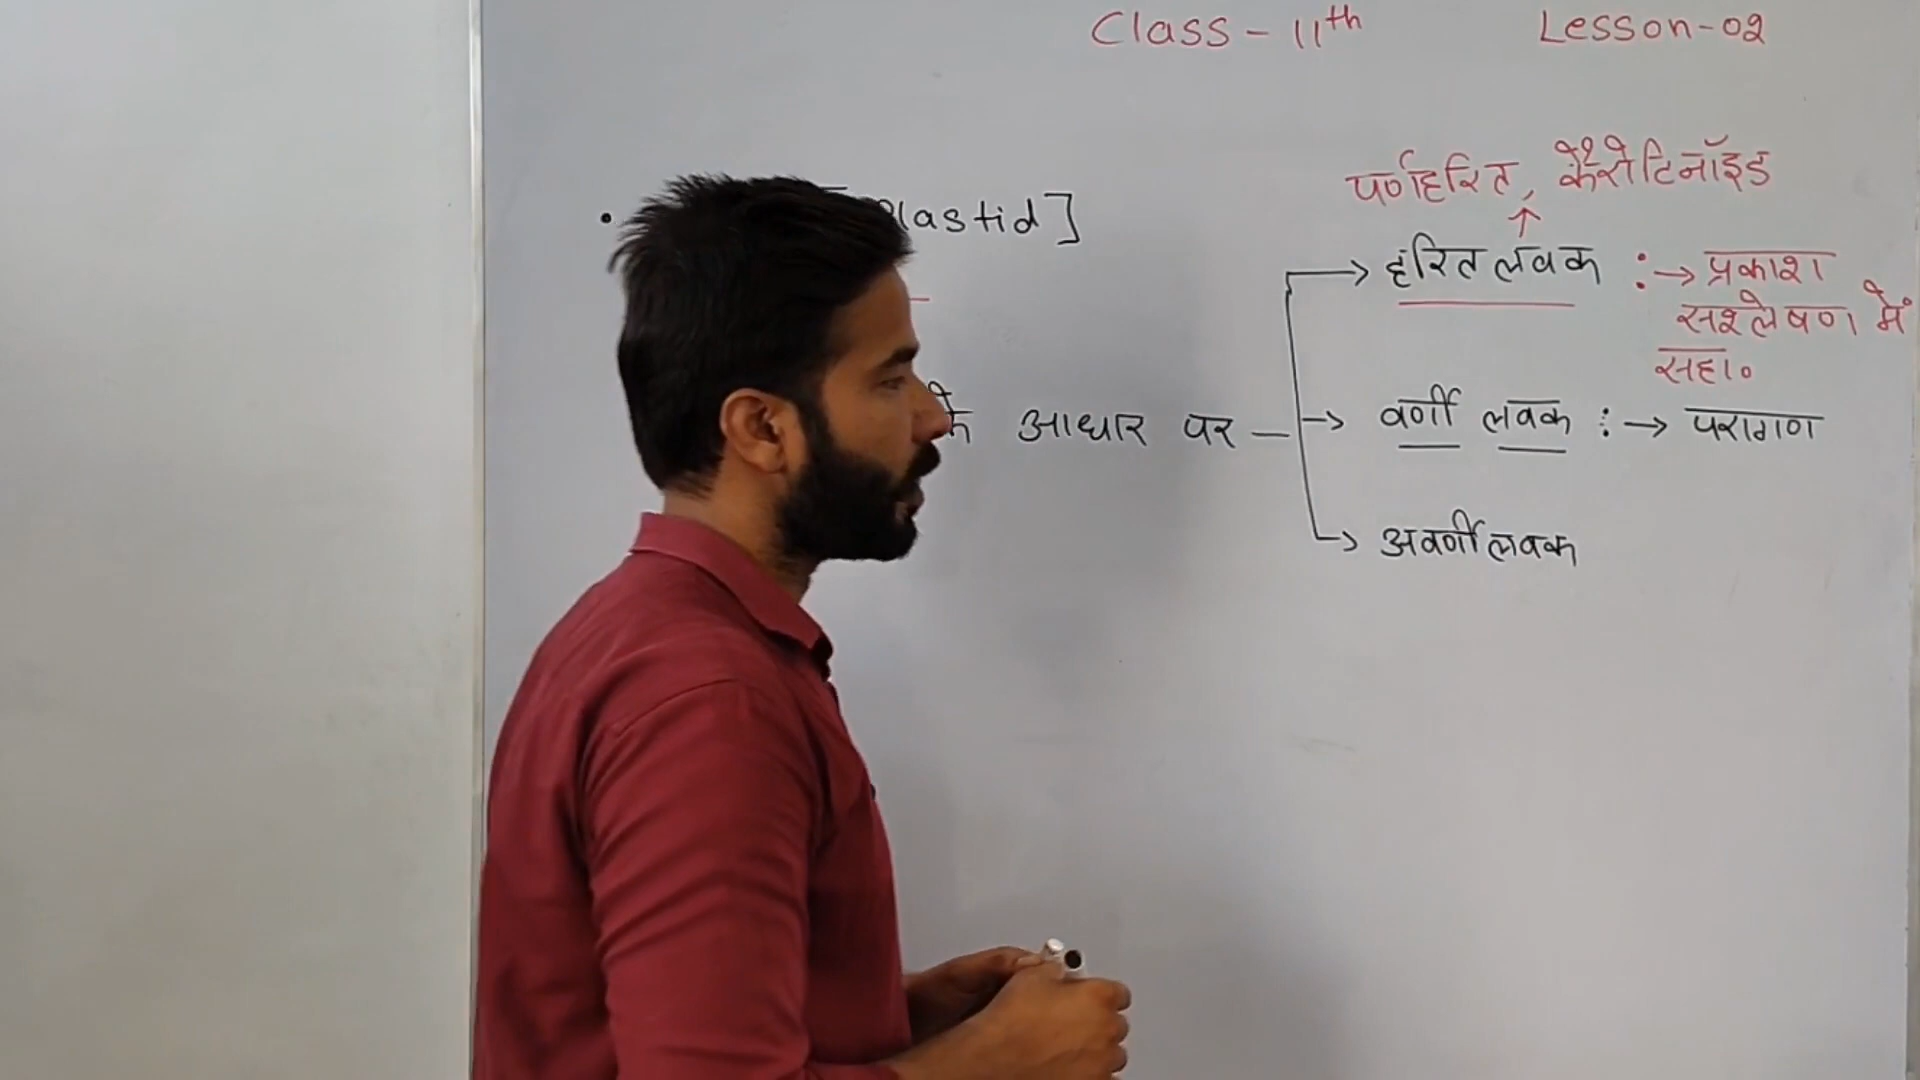 Class - 11th Lesson-02
पर्णहरित, कैरोटिनॉइड
• lastid]
हरित लवक :→ प्रकाश
संश्लेषण में
सहा०
के आधार पर — वर्णी लवक :→ परागण
अवर्णीलवक